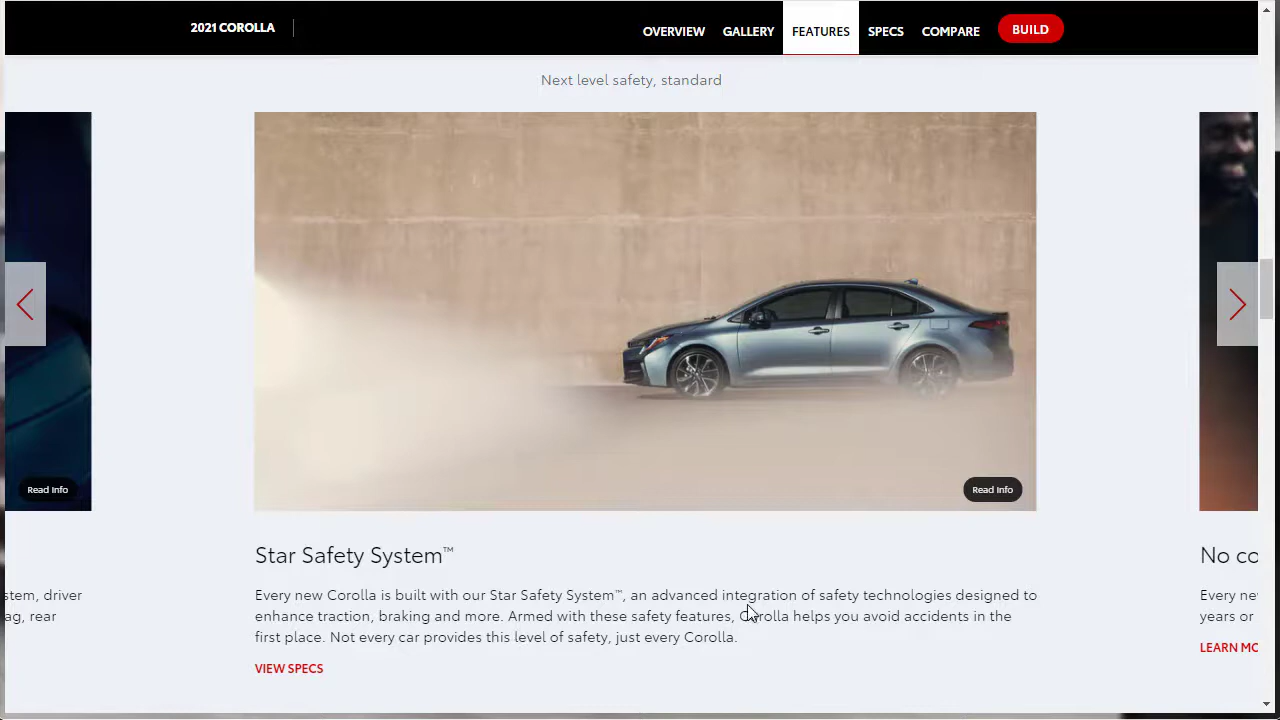 2021 COROLLA
OVERVIEW GALLERY FEATURES SPECS COMPARE BUILD
Next level safety, standard
Read Info
Read Info
Star Safety System™
No co
stem, driver
ag, rear
Every new Corolla is built with our Star Safety System™, an advanced integration of safety technologies designed to
enhance traction, braking and more. Armed with these safety features, Corolla helps you avoid accidents in the
first place. Not every car provides this level of safety, just every Corolla.
VIEW SPECS
Every ne
years or
LEARN MO